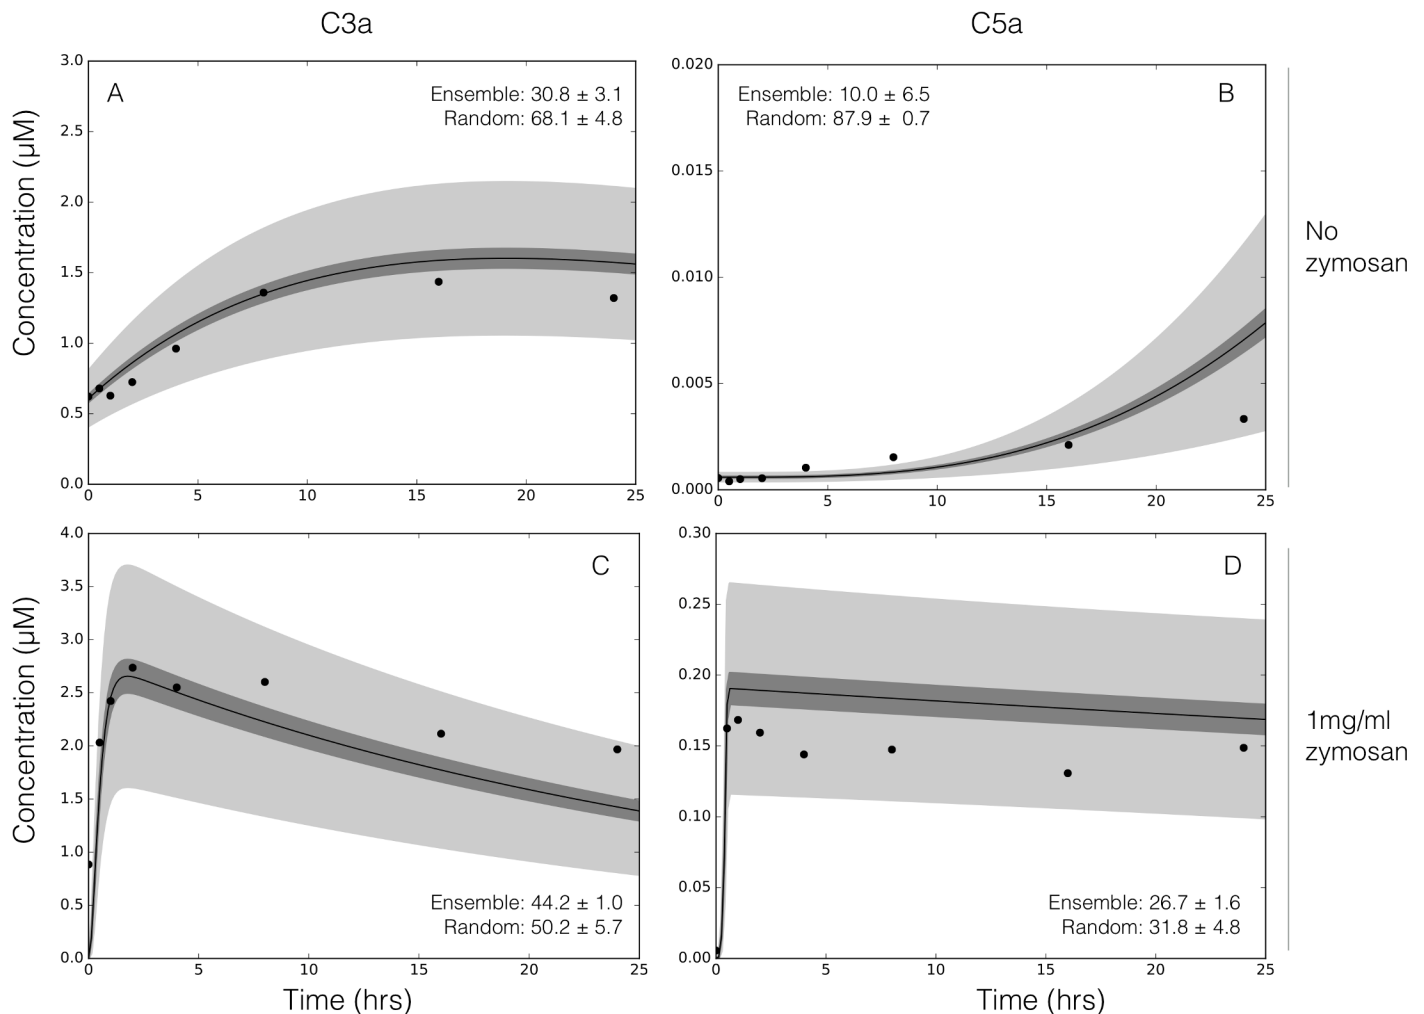 C3a
C5a
A
Ensemble: 30.8 ± 3.1
Random: 68.1 ± 4.8
Concentration (µM)
3.0
2.5
2.0
1.5
1.0
0.5
0.0
0 5 10 15 20 25
B
Ensemble: 10.0 ± 6.5
Random: 87.9 ± 0.7
0.020
0.015
0.010
0.005
0.000
0 5 10 15 20 25
No
zymosan
C
Concentration (µM)
4.0
3.5
3.0
2.5
2.0
1.5
1.0
0.5
0.0
Ensemble: 44.2 ± 1.0
Random: 50.2 ± 5.7
0 5 10 15 20 25
Time (hrs)
D
0.30
0.25
0.20
0.15
0.10
0.05
0.00
Ensemble: 26.7 ± 1.6
Random: 31.8 ± 4.8
0 5 10 15 20 25
Time (hrs)
1mg/ml
zymosan